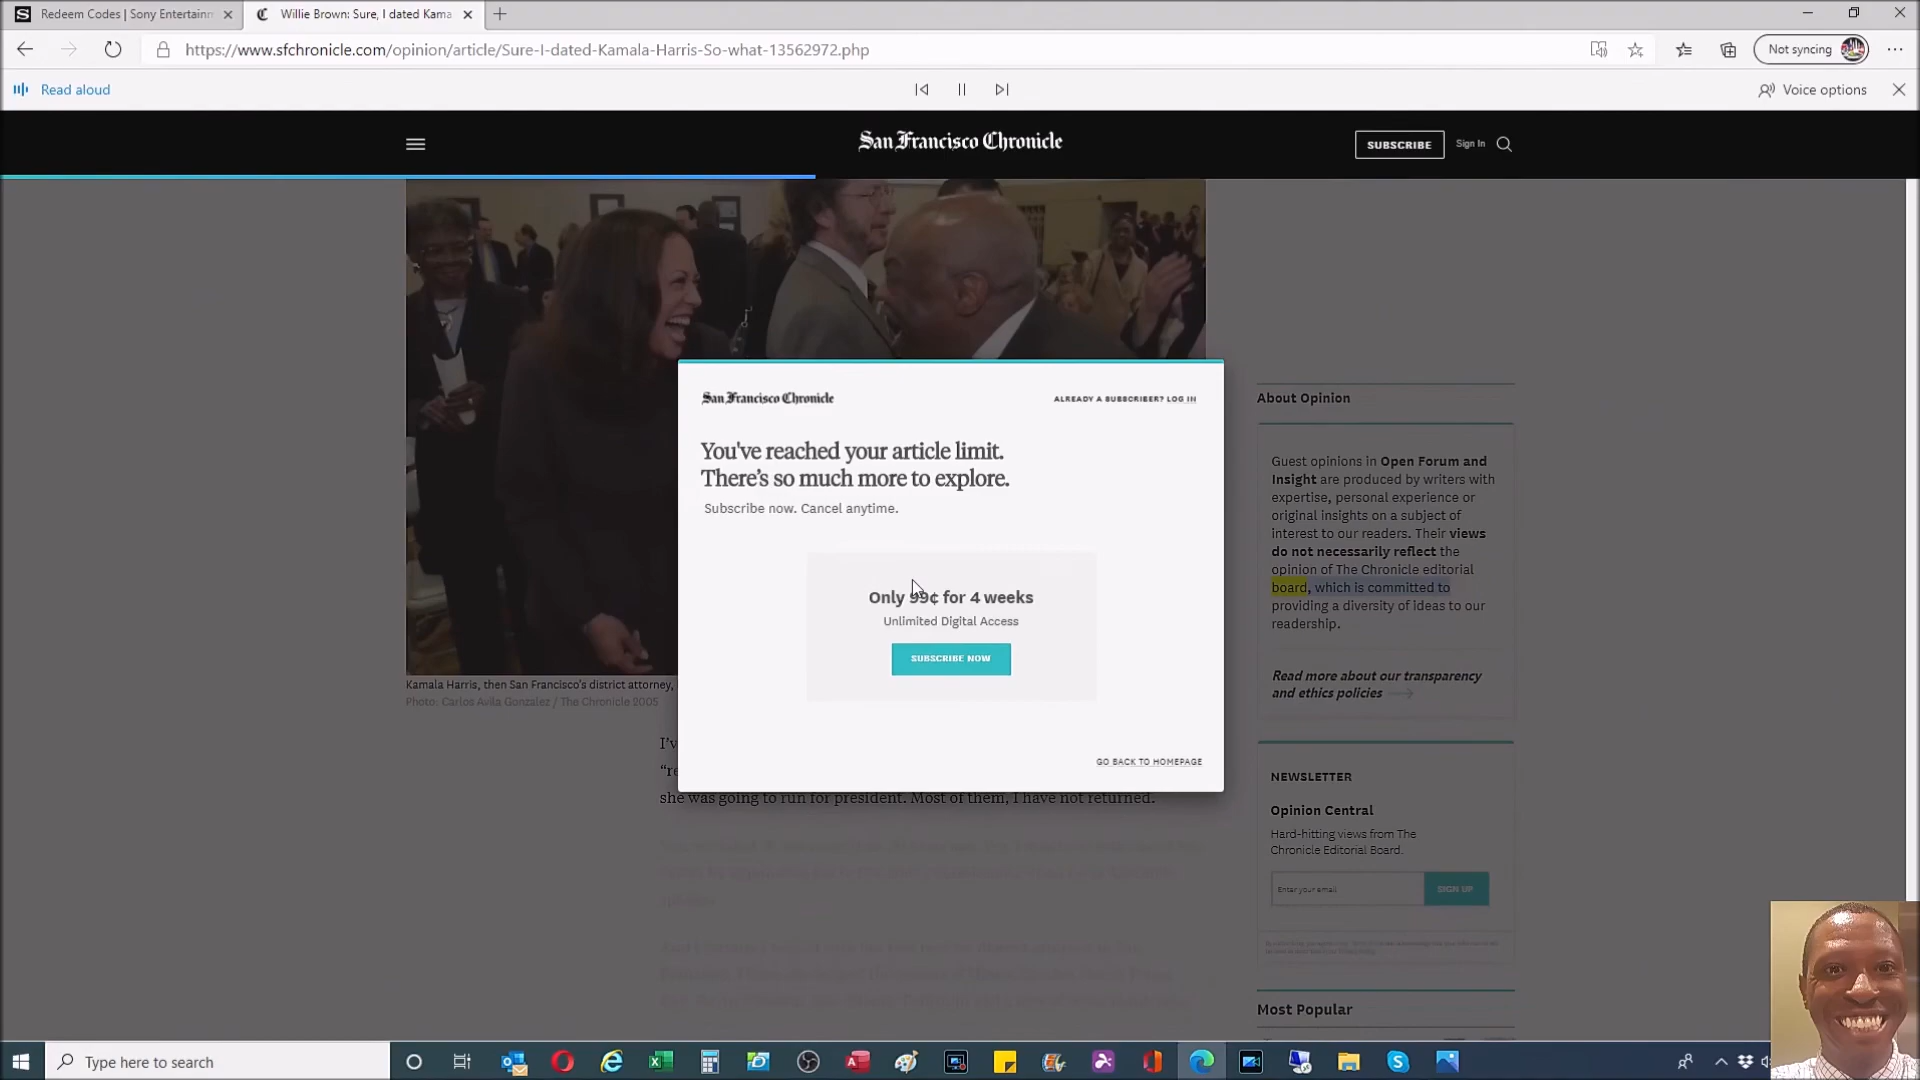 Redeem Codes | Sony Entertainm
Willie Brown: Sure, I dated Kama
https://www.sfchronicle.com/opinion/article/Sure-I-dated-Kamala-Harris-So-what-13562972.php
Not syncing
Read aloud
Voice options
San Francisco Chronicle
SUBSCRIBE
Sign In
San Francisco Chronicle
ALREADY A SUBSCRIBER? LOG IN
You've reached your article limit.
There's so much more to explore.
Subscribe now. Cancel anytime.
Only 99¢ for 4 weeks
Unlimited Digital Access
SUBSCRIBE NOW
GO BACK TO HOMEPAGE
Kamala Harris, then San Francisco's district attorney,
Photo: Carlos Avila Gonzalez / The Chronicle 2005
I've
"re
she was going to run for president. Most of them, I have not returned.
About Opinion
Guest opinions in Open Forum and
Insight are produced by writers with
expertise, personal experience or
original insights on a subject of
interest to our readers. Their views
do not necessarily reflect the
opinion of The Chronicle editorial
board, which is committed to
providing a diversity of ideas to our
readership.
Read more about our transparency
and ethics policies
NEWSLETTER
Opinion Central
Hard-hitting views from The
Chronicle Editorial Board.
Enter your email
SIGN UP
Most Popular
Type here to search